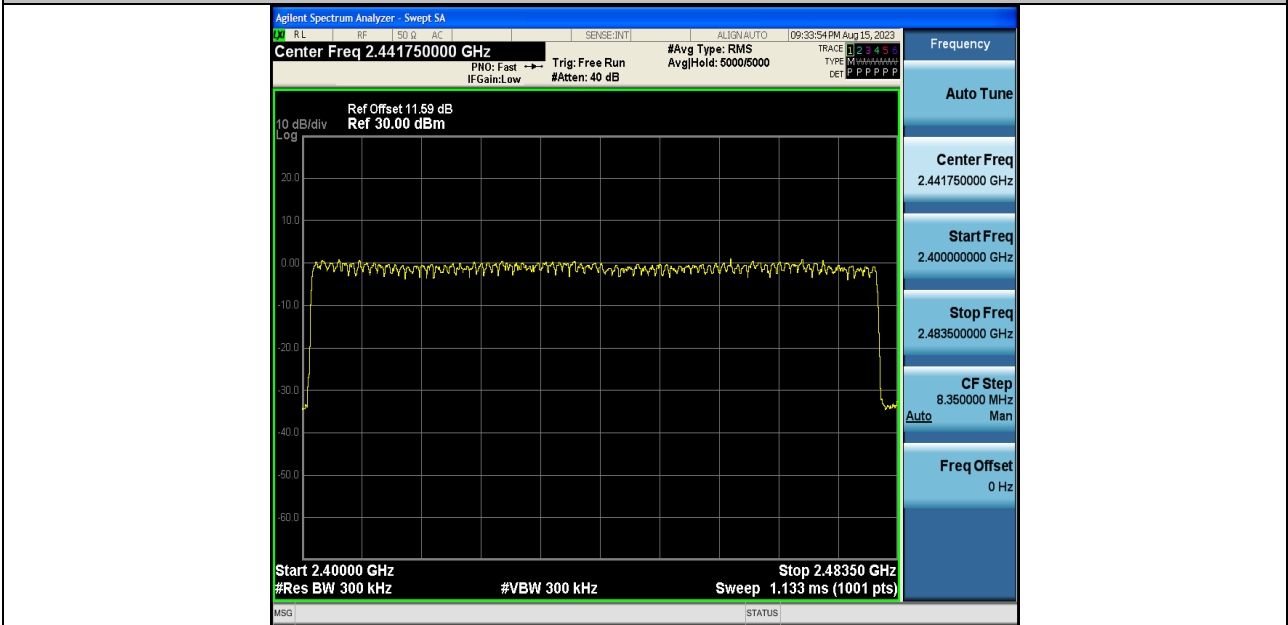 Agilent Spectrum Analyzer - Swept SA
RL RF 50 Ω AC SENSE:INT ALIGN AUTO 09:33:54 PM Aug 15, 2023
Center Freq 2.441750000 GHz
PNO: Fast
IFGain:Low
Trig: Free Run
#Atten: 40 dB
#Avg Type: RMS
Avg|Hold: 5000/5000
TRACE 1 2 3 4 5 6
TYPE M
DET P P P P P P
Ref Offset 11.59 dB
10 dB/div Ref 30.00 dBm
Log
20.0
10.0
0.00
-10.0
-20.0
-30.0
-40.0
-50.0
-60.0
Start 2.40000 GHz Stop 2.48350 GHz
#Res BW 300 kHz #VBW 300 kHz Sweep 1.133 ms (1001 pts)
MSG STATUS
Frequency
Auto Tune
Center Freq
2.441750000 GHz
Start Freq
2.400000000 GHz
Stop Freq
2.483500000 GHz
CF Step
8.350000 MHz
Auto Man
Freq Offset
0 Hz